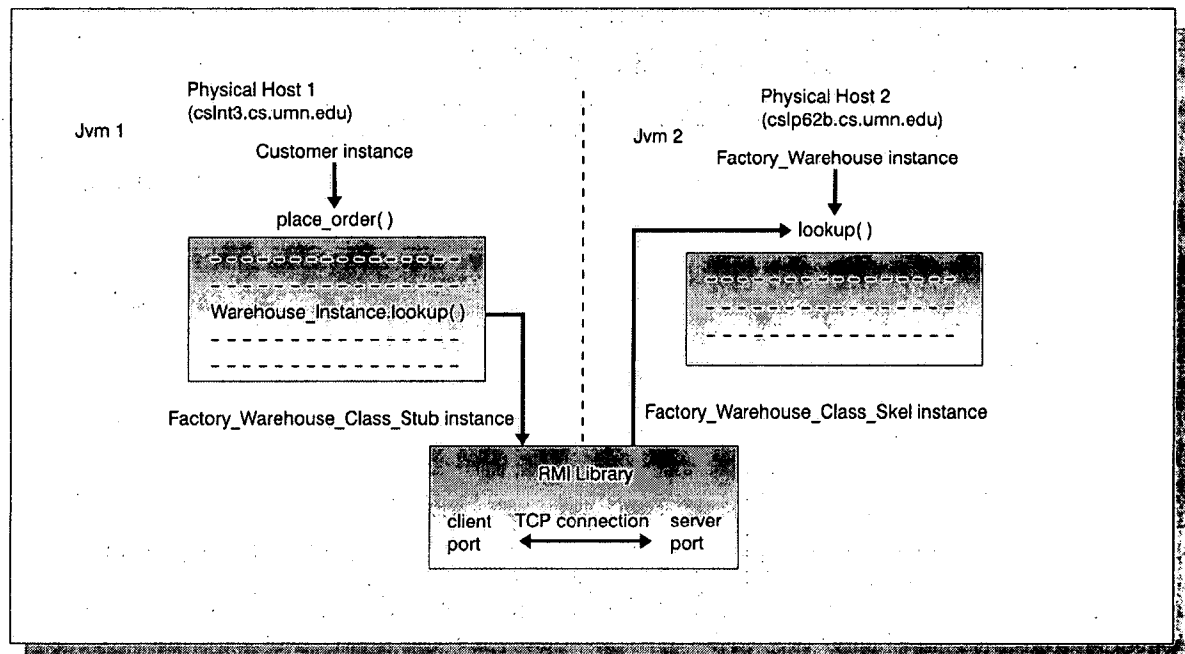 Physical Host 1
(cslnt3.cs.umn.edu)
Jvm 1
Customer instance
place_order( )
Warehouse_Instance.lookup( )
Factory_Warehouse_Class_Stub instance
Physical Host 2
(cslp62b.cs.umn.edu)
Jvm 2
Factory_Warehouse instance
lookup( )
Factory_Warehouse_Class_Skel instance
RMI Library
client port
TCP connection
server port